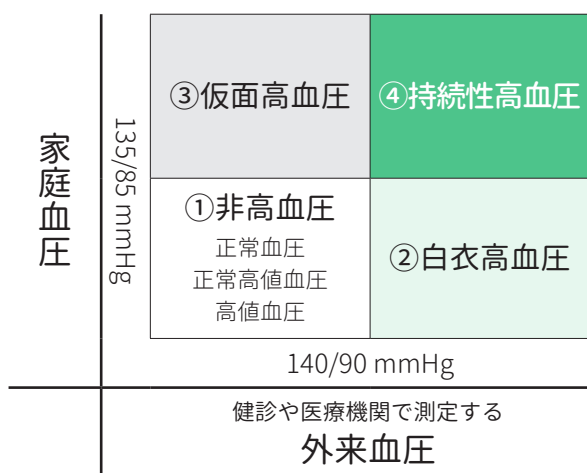 ③仮面高血圧
④持続性高血圧
家庭血圧
135/85 mmHg
①非高血圧
正常血圧
正常高値血圧
高値血圧
②白衣高血圧
140/90 mmHg
健診や医療機関で測定する
外来血圧